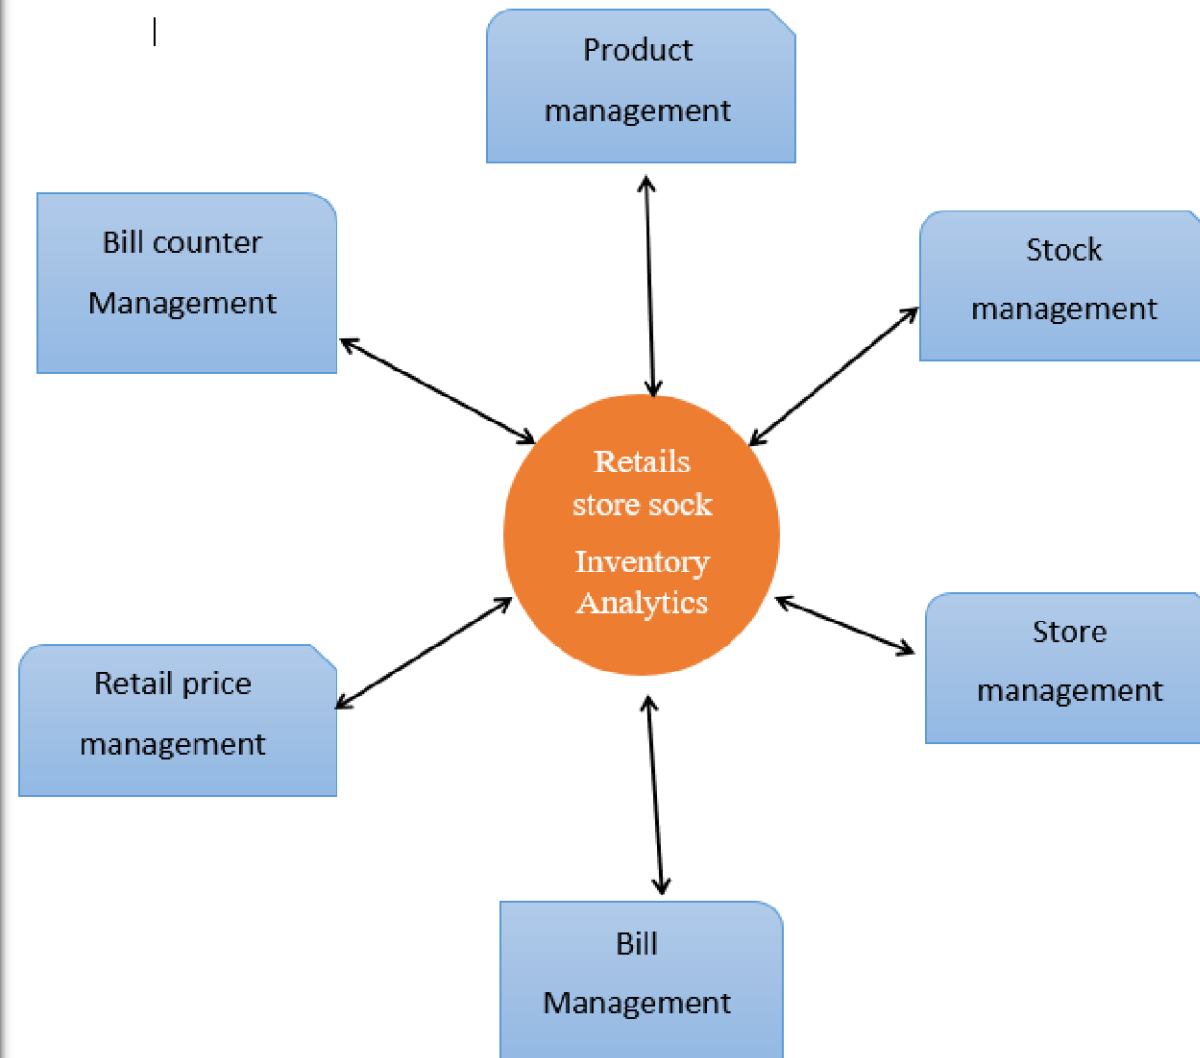 Product
management
Bill counter
Management
Stock
management
Retails
store sock
Inventory
Analytics
Store
management
Retail price
management
Bill
Management